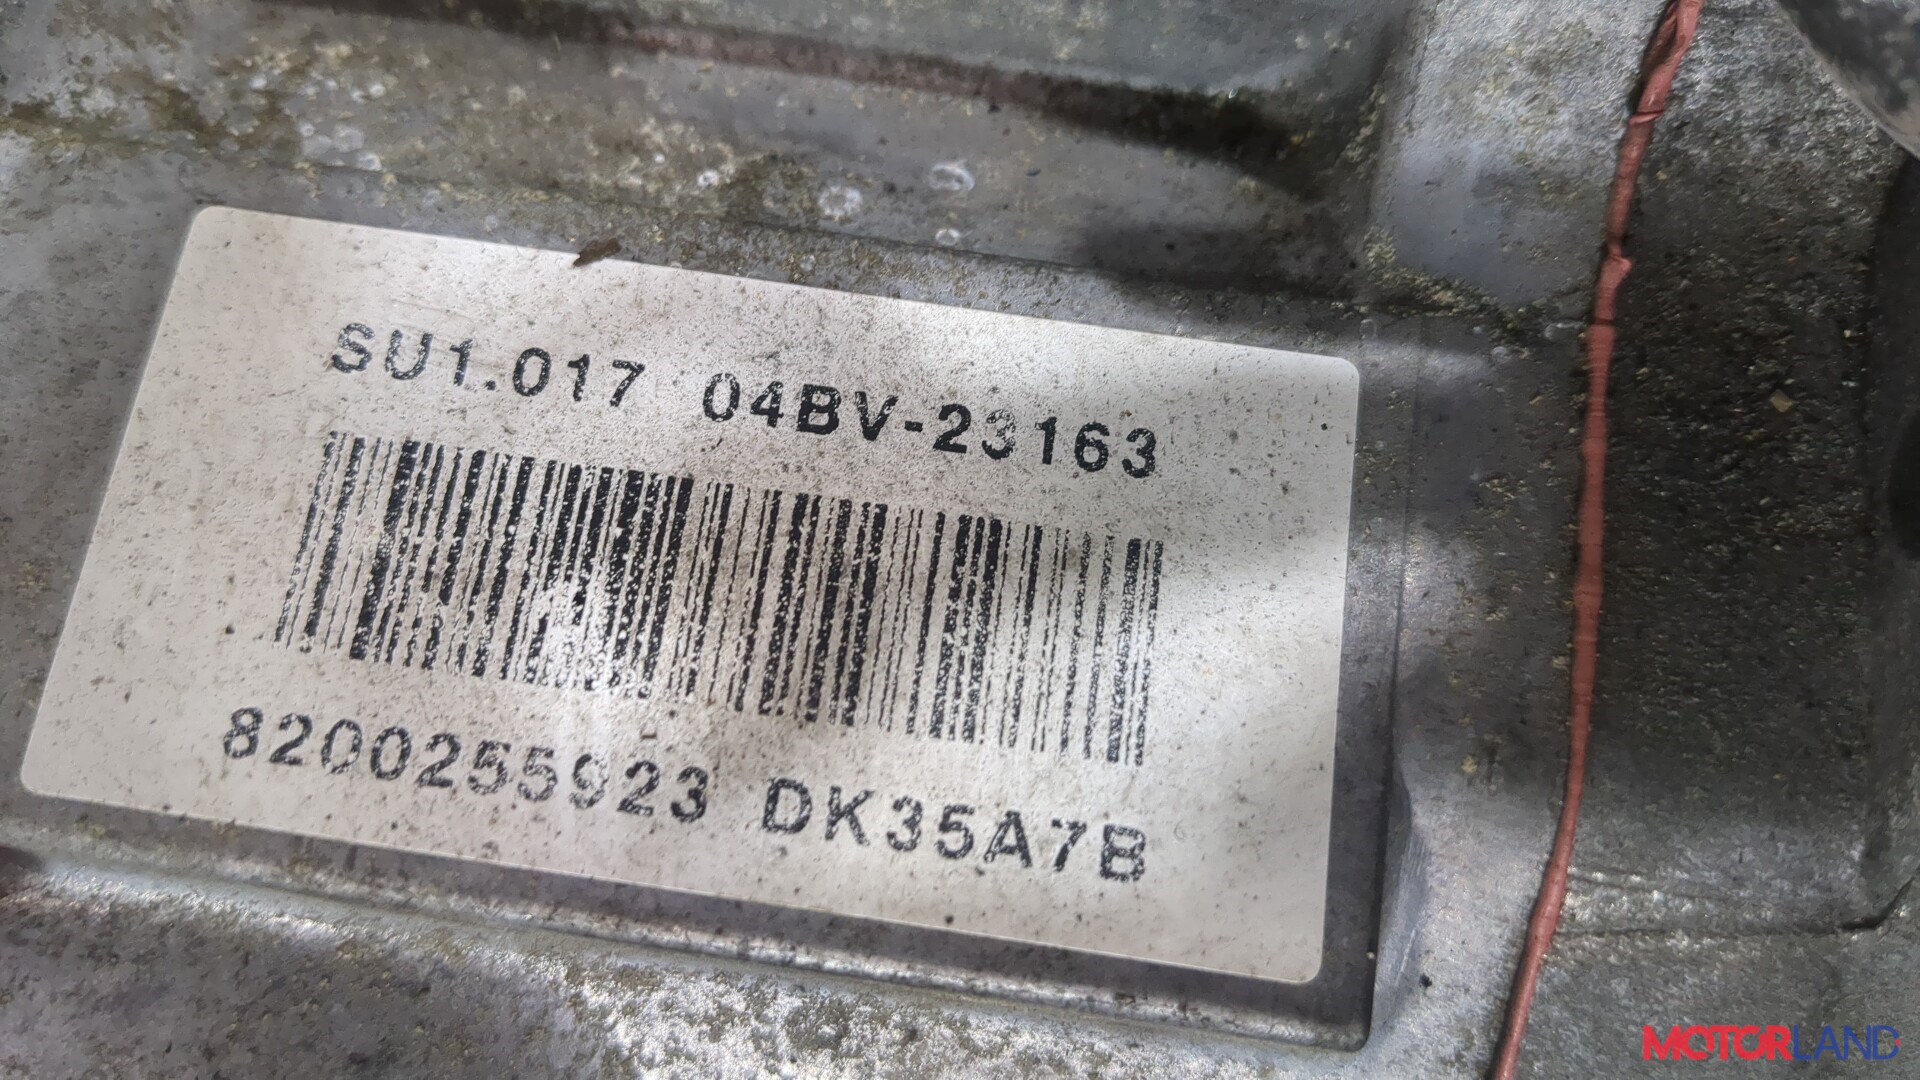 SU1.017 04BV-23163
8200255923 DK35A7B
MOTORLAND